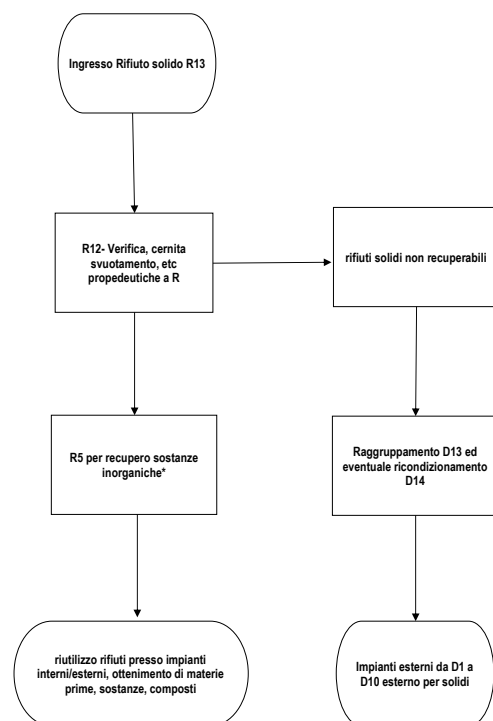 Ingresso Rifiuto solido R13
R12- Verifica, cernita
svuotamento, etc
propedeutiche a R
rifiuti solidi non recuperabili
R5 per recupero sostanze
inorganiche*
Raggruppamento D13 ed
eventuale ricondizionamento
D14
riutilizzo rifiuti presso impianti
interni/esterni, ottenimento di materie
prime, sostanze, composti
Impianti esterni da D1 a
D10 esterno per solidi